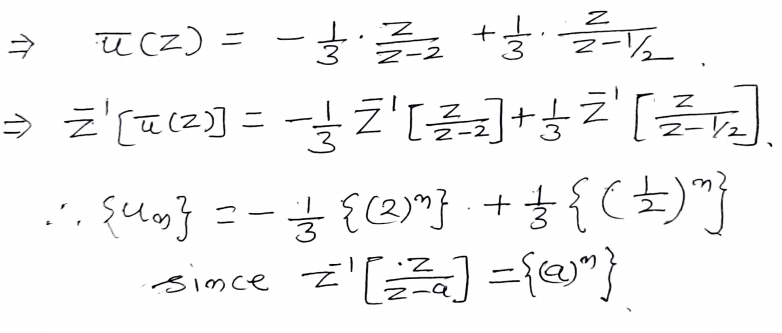 ⇒ ū(z) = - 1/3 · z/(z-2) + 1/3 · z/(z-1/2).
⇒ z̄¹[ū(z)] = - 1/3 z̄¹[z/(z-2)] + 1/3 z̄¹[z/(z-1/2)].
∴ {uₙ} = - 1/3 {(2)ⁿ} + 1/3 {(1/2)ⁿ}
since z̄¹[z/(z-a)] = {(a)ⁿ}.